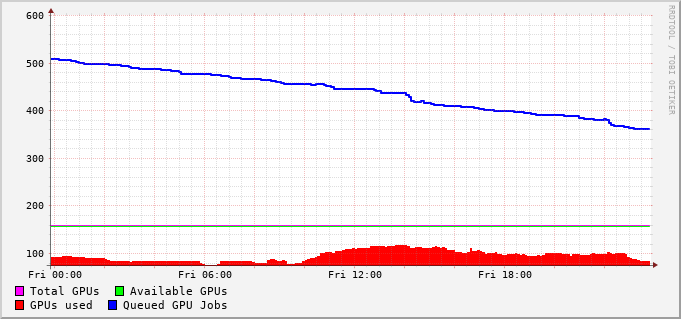 RRDTOOL / TOBI OETIKER
600
500
400
300
200
100
Fri 00:00 Fri 06:00 Fri 12:00 Fri 18:00
Total GPUs Available GPUs
GPUs used Queued GPU Jobs